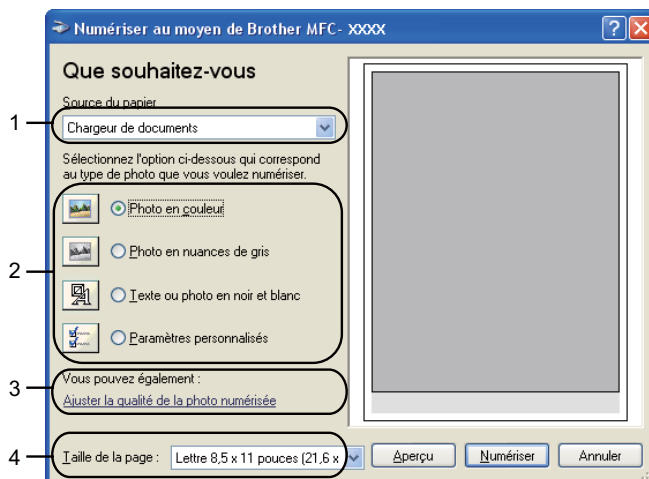 Numériser au moyen de Brother MFC- XXXX
Que souhaitez-vous
1
Source du papier
Chargeur de documents
Sélectionnez l'option ci-dessous qui correspond
au type de photo que vous voulez numériser.
2
Photo en couleur
Photo en nuances de gris
Texte ou photo en noir et blanc
Paramètres personnalisés
3
Vous pouvez également :
Ajuster la qualité de la photo numérisée
4
Taille de la page : Lettre 8,5 x 11 pouces (21,6 x
Aperçu Numériser Annuler